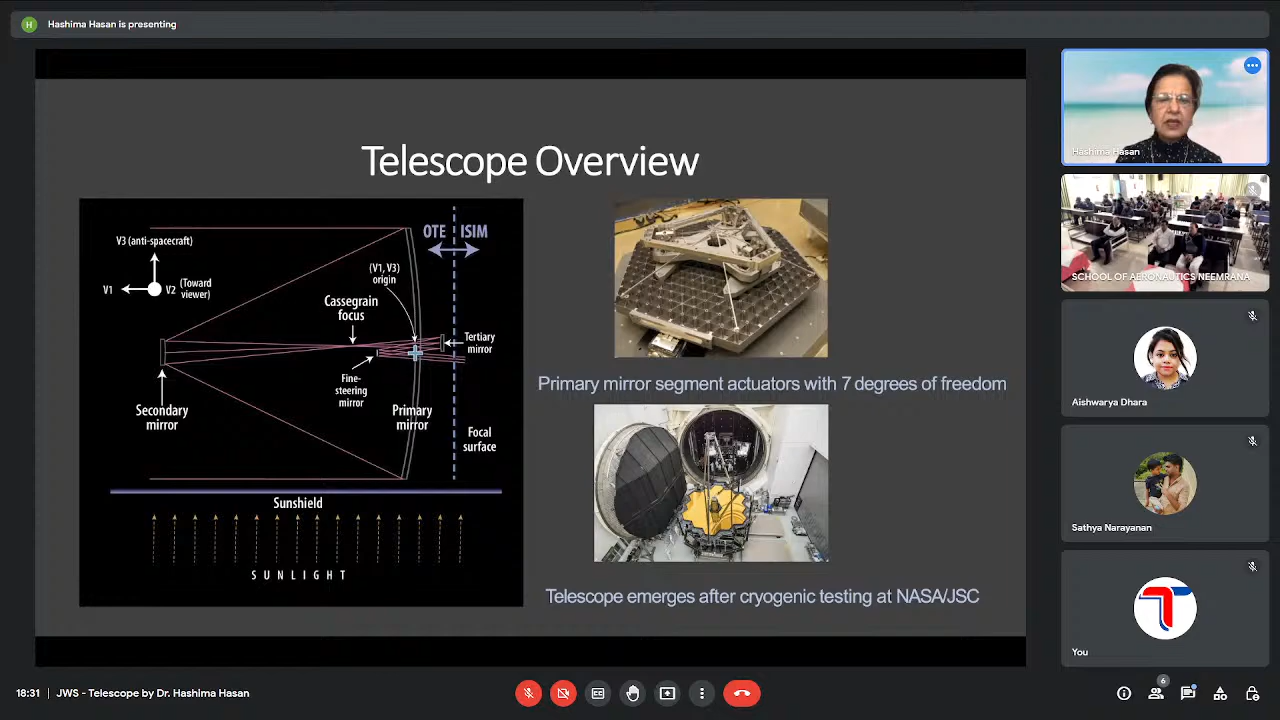 H
Hashima Hasan is presenting
Telescope Overview
V3 (anti-spacecraft)
V1
V2
(Toward
viewer)
OTE
ISIM
(V1, V3)
origin
Cassegrain
focus
Tertiary
mirror
Fine-
steering
mirror
Secondary
mirror
Primary
mirror
Focal
surface
Sunshield
SUNLIGHT
Primary mirror segment actuators with 7 degrees of freedom
Telescope emerges after cryogenic testing at NASA/JSC
Hashima Hasan
SCHOOL OF AERONAUTICS NEEMRANA
Aishwarya Dhara
Sathya Narayanan
You
18:31
JWS - Telescope by Dr. Hashima Hasan
6